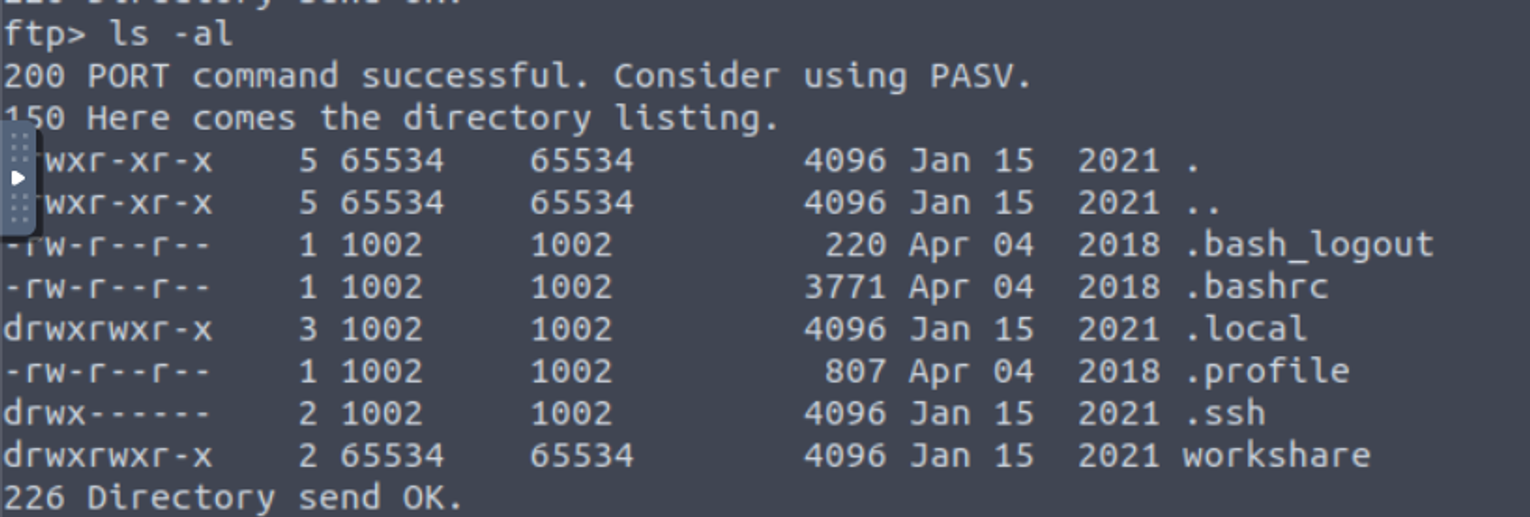 ftp> ls -al
200 PORT command successful. Consider using PASV.
150 Here comes the directory listing.
rwxr-xr-x    5 65534    65534        4096 Jan 15  2021 .
rwxr-xr-x    5 65534    65534        4096 Jan 15  2021 ..
-rw-r--r--    1 1002     1002          220 Apr 04  2018 .bash_logout
-rw-r--r--    1 1002     1002         3771 Apr 04  2018 .bashrc
drwxrwxr-x    3 1002     1002         4096 Jan 15  2021 .local
-rw-r--r--    1 1002     1002          807 Apr 04  2018 .profile
drwx------    2 1002     1002         4096 Jan 15  2021 .ssh
drwxrwxr-x    2 65534    65534        4096 Jan 15  2021 workshare
226 Directory send OK.